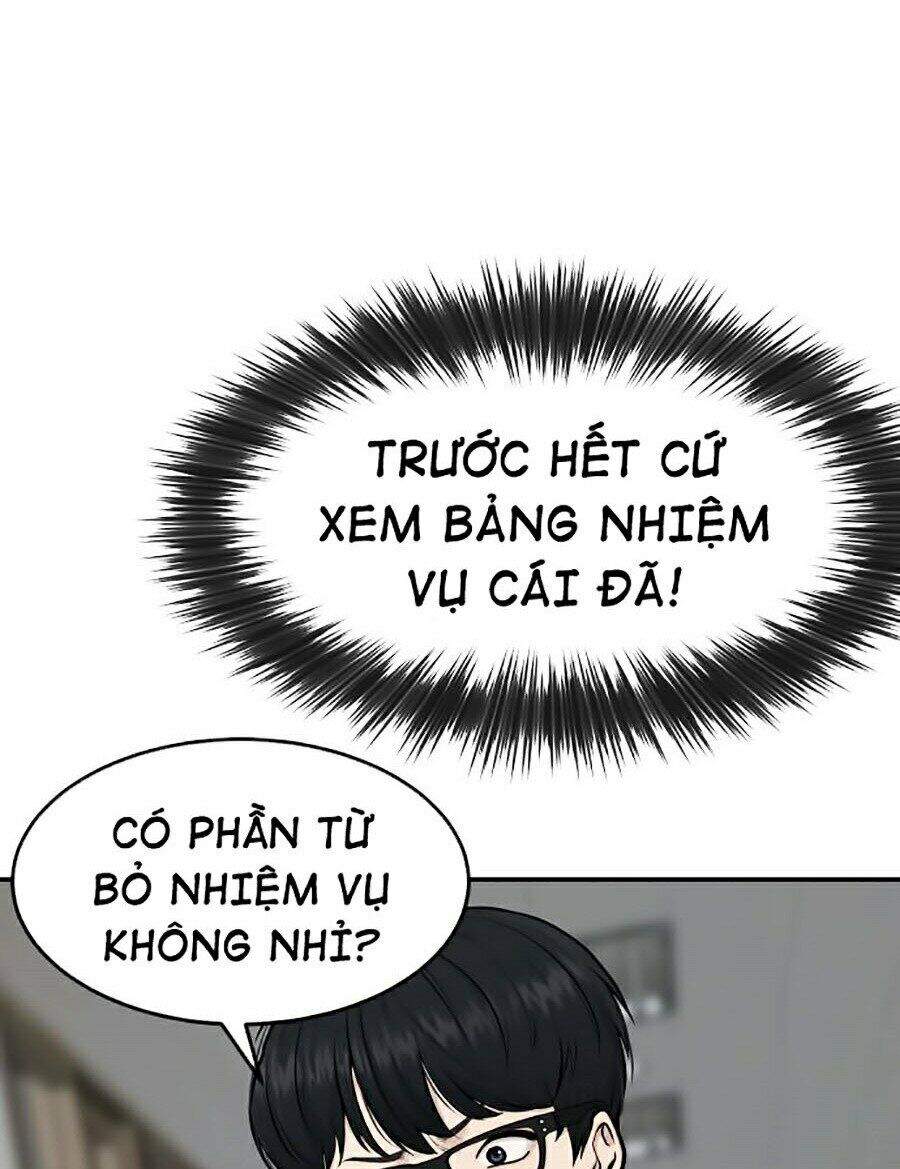 TRƯỚC HẾT CỨ
XEM BẢNG NHIỆM
VỤ CÁI ĐÃ!
CÓ PHẦN TỪ
BỎ NHIỆM VỤ
KHÔNG NHỈ?